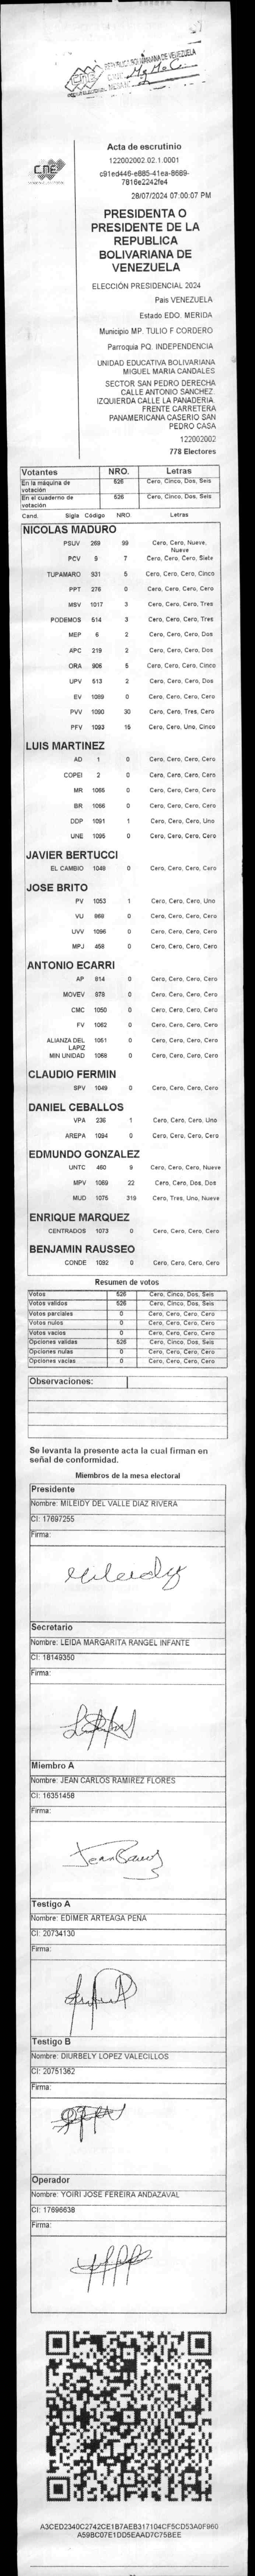 REPUBLICA BOLIVARIANA DE VENEZUELA
CNE
CNE
Acta de escrutinio
122002002.02.1.0001
c91ed446-e885-41ea-8689-
7816e2242fe4
28/07/2024 07:00:07 PM
PRESIDENTA O
PRESIDENTE DE LA
REPUBLICA
BOLIVARIANA DE
VENEZUELA
ELECCIÓN PRESIDENCIAL 2024
País VENEZUELA
Estado EDO. MERIDA
Municipio MP. TULIO F CORDERO
Parroquia PQ. INDEPENDENCIA
UNIDAD EDUCATIVA BOLIVARIANA
MIGUEL MARIA CANDALES
SECTOR SAN PEDRO DERECHA
CALLE ANTONIO SANCHEZ.
IZQUIERDA CALLE LA PANADERIA.
FRENTE CARRETERA
PANAMERICANA CASERIO SAN
PEDRO CASA
122002002
778 Electores
Votantes NRO. Letras
En la máquina de votación 526 Cero, Cinco, Dos, Seis
En el cuaderno de votación 526 Cero, Cinco, Dos, Seis
Cand. Sigla Código NRO. Letras
NICOLAS MADURO
PSUV 269 99 Cero, Cero, Nueve, Nueve
PCV 5 7 Cero, Cero, Cero, Siete
TUPAMARO 931 5 Cero, Cero, Cero, Cinco
PPT 276 0 Cero, Cero, Cero, Cero
MSV 1017 3 Cero, Cero, Cero, Tres
PODEMOS 514 3 Cero, Cero, Cero, Tres
MEP 6 2 Cero, Cero, Cero, Dos
APC 219 2 Cero, Cero, Cero, Dos
ORA 906 5 Cero, Cero, Cero, Cinco
UPV 513 2 Cero, Cero, Cero, Dos
EV 1089 0 Cero, Cero, Cero, Cero
PVV 1090 30 Cero, Cero, Tres, Cero
PFV 1093 15 Cero, Cero, Uno, Cinco
LUIS MARTINEZ
AD 1 0 Cero, Cero, Cero, Cero
COPEI 2 0 Cero, Cero, Cero, Cero
MR 1065 0 Cero, Cero, Cero, Cero
BR 1066 0 Cero, Cero, Cero, Cero
DDP 1091 1 Cero, Cero, Cero, Uno
UNE 1095 0 Cero, Cero, Cero, Cero
JAVIER BERTUCCI
EL CAMBIO 1048 0 Cero, Cero, Cero, Cero
JOSE BRITO
PV 1053 1 Cero, Cero, Cero, Uno
VU 868 0 Cero, Cero, Cero, Cero
UVV 1096 0 Cero, Cero, Cero, Cero
MPJ 458 0 Cero, Cero, Cero, Cero
ANTONIO ECARRI
AP 814 0 Cero, Cero, Cero, Cero
MOVEV 878 0 Cero, Cero, Cero, Cero
CMC 1050 0 Cero, Cero, Cero, Cero
FV 1062 0 Cero, Cero, Cero, Cero
ALIANZA DEL LAPIZ 1051 0 Cero, Cero, Cero, Cero
MIN UNIDAD 1068 0 Cero, Cero, Cero, Cero
CLAUDIO FERMIN
SPV 1049 0 Cero, Cero, Cero, Cero
DANIEL CEBALLOS
VPA 236 1 Cero, Cero, Cero, Uno
AREPA 1094 0 Cero, Cero, Cero, Cero
EDMUNDO GONZALEZ
UNTC 460 9 Cero, Cero, Cero, Nueve
MPV 1069 22 Cero, Cero, Dos, Dos
MUD 1075 319 Cero, Tres, Uno, Nueve
ENRIQUE MARQUEZ
CENTRADOS 1073 0 Cero, Cero, Cero, Cero
BENJAMIN RAUSSEO
CONDE 1092 0 Cero, Cero, Cero, Cero
Resumen de votos
Votos 526 Cero, Cinco, Dos, Seis
Votos validos 526 Cero, Cinco, Dos, Seis
Votos parciales 0 Cero, Cero, Cero, Cero
Votos nulos 0 Cero, Cero, Cero, Cero
Votos vacios 0 Cero, Cero, Cero, Cero
Opciones validas 526 Cero, Cinco, Dos, Seis
Opciones nulas 0 Cero, Cero, Cero, Cero
Opciones vacias 0 Cero, Cero, Cero, Cero
Observaciones:
Se levanta la presente acta la cual firman en
señal de conformidad.
Miembros de la mesa electoral
Presidente
Nombre: MILEIDY DEL VALLE DIAZ RIVERA
CI: 17697255
Firma:
Mileidy
Secretario
Nombre: LEIDA MARGARITA RANGEL INFANTE
CI: 18149350
Firma:
Miembro A
Nombre: JEAN CARLOS RAMIREZ FLORES
CI: 16351458
Firma:
Testigo A
Nombre: EDIMER ARTEAGA PEÑA
CI: 20734130
Firma:
Testigo B
Nombre: DIURBELY LOPEZ VALECILLOS
CI: 20751362
Firma:
Operador
Nombre: YOIRI JOSE FEREIRA ANDAZAVAL
CI: 17696638
Firma:
A3CED2340C2742CE1B7AEB317104CF5CD53A0F960
A59BC07E1DD5EAAD7C75BEE